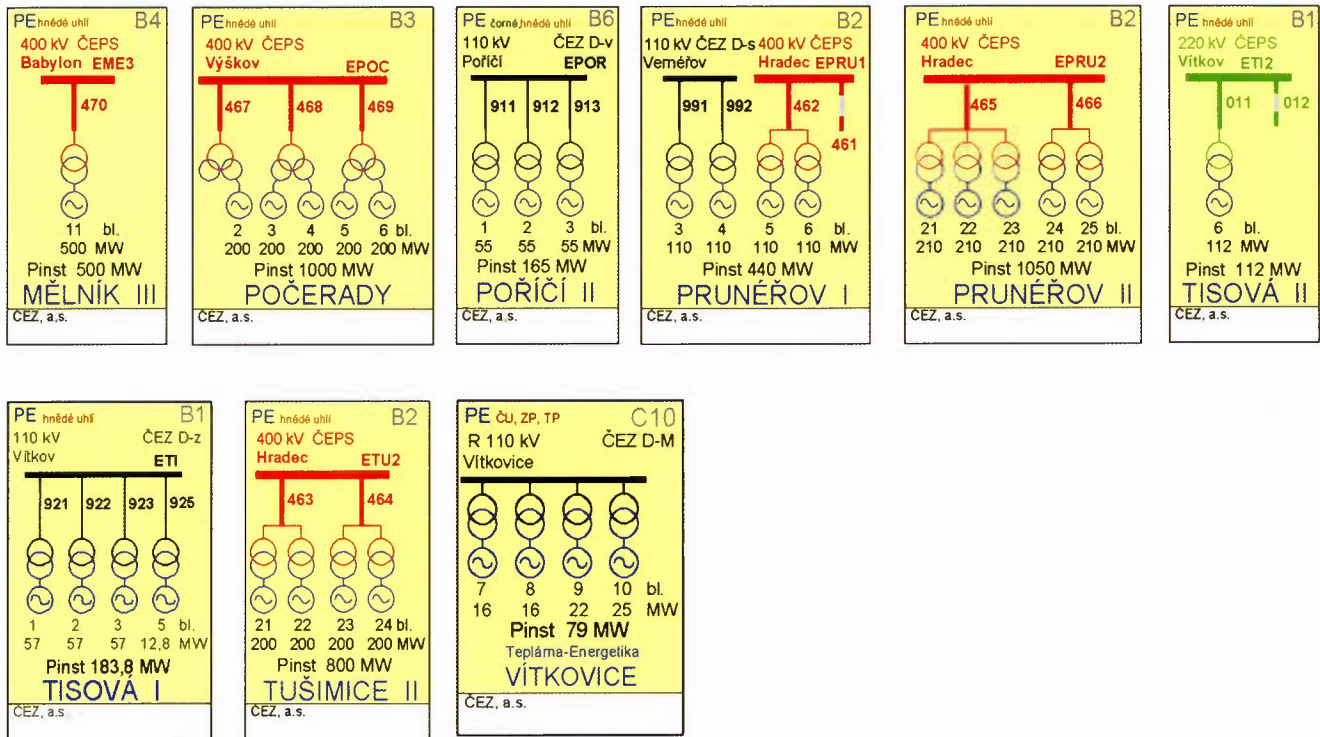 PE hnědé uhlí B4
400 kV ČEPS
Babylon EME3
470
11 bl.
500 MW
Pinst 500 MW
MĚLNÍK III
ČEZ, a.s.
PE hnědé uhlí B3
400 kV ČEPS
Výškov EPOC
467 468 469
2 3 4 5 6 bl.
200 200 200 200 200 MW
Pinst 1000 MW
POČERADY
ČEZ, a.s.
PE černé,hnědé uhlí B6
110 kV ČEZ D-v
Poříčí EPOR
911 912 913
1 2 3 bl.
55 55 55 MW
Pinst 165 MW
POŘÍČÍ II
ČEZ, a.s.
PE hnědé uhlí B2
110 kV ČEZ D-s 400 kV ČEPS
Verneřov Hradec EPRU1
991 992 462
461
3 4 5 6 bl.
110 110 110 110 MW
Pinst 440 MW
PRUNÉŘOV I
ČEZ, a.s.
PE hnědé uhlí B2
400 kV ČEPS
Hradec EPRU2
465 466
21 22 23 24 25 bl.
210 210 210 210 210 MW
Pinst 1050 MW
PRUNÉŘOV II
ČEZ, a.s.
PE hnědé uhlí B1
220 kV ČEPS
Vítkov ETI2
011 012
6 bl.
112 MW
Pinst 112 MW
TISOVÁ II
ČEZ, a.s.
PE hnědé uhlí B1
110 kV ČEZ D-z
Vítkov ETI
921 922 923 925
1 2 3 5 bl.
57 57 57 12,8 MW
Pinst 183,8 MW
TISOVÁ I
ČEZ, a.s.
PE hnědé uhlí B2
400 kV ČEPS
Hradec ETU2
463 464
21 22 23 24 bl.
200 200 200 200 MW
Pinst 800 MW
TUŠIMICE II
ČEZ, a.s.
PE ČU, ZP, TP C10
R 110 kV ČEZ D-M
Vítkovice
7 8 9 10 bl.
16 16 22 25 MW
Pinst 79 MW
Teplárna-Energetika
VÍTKOVICE
ČEZ, a.s.